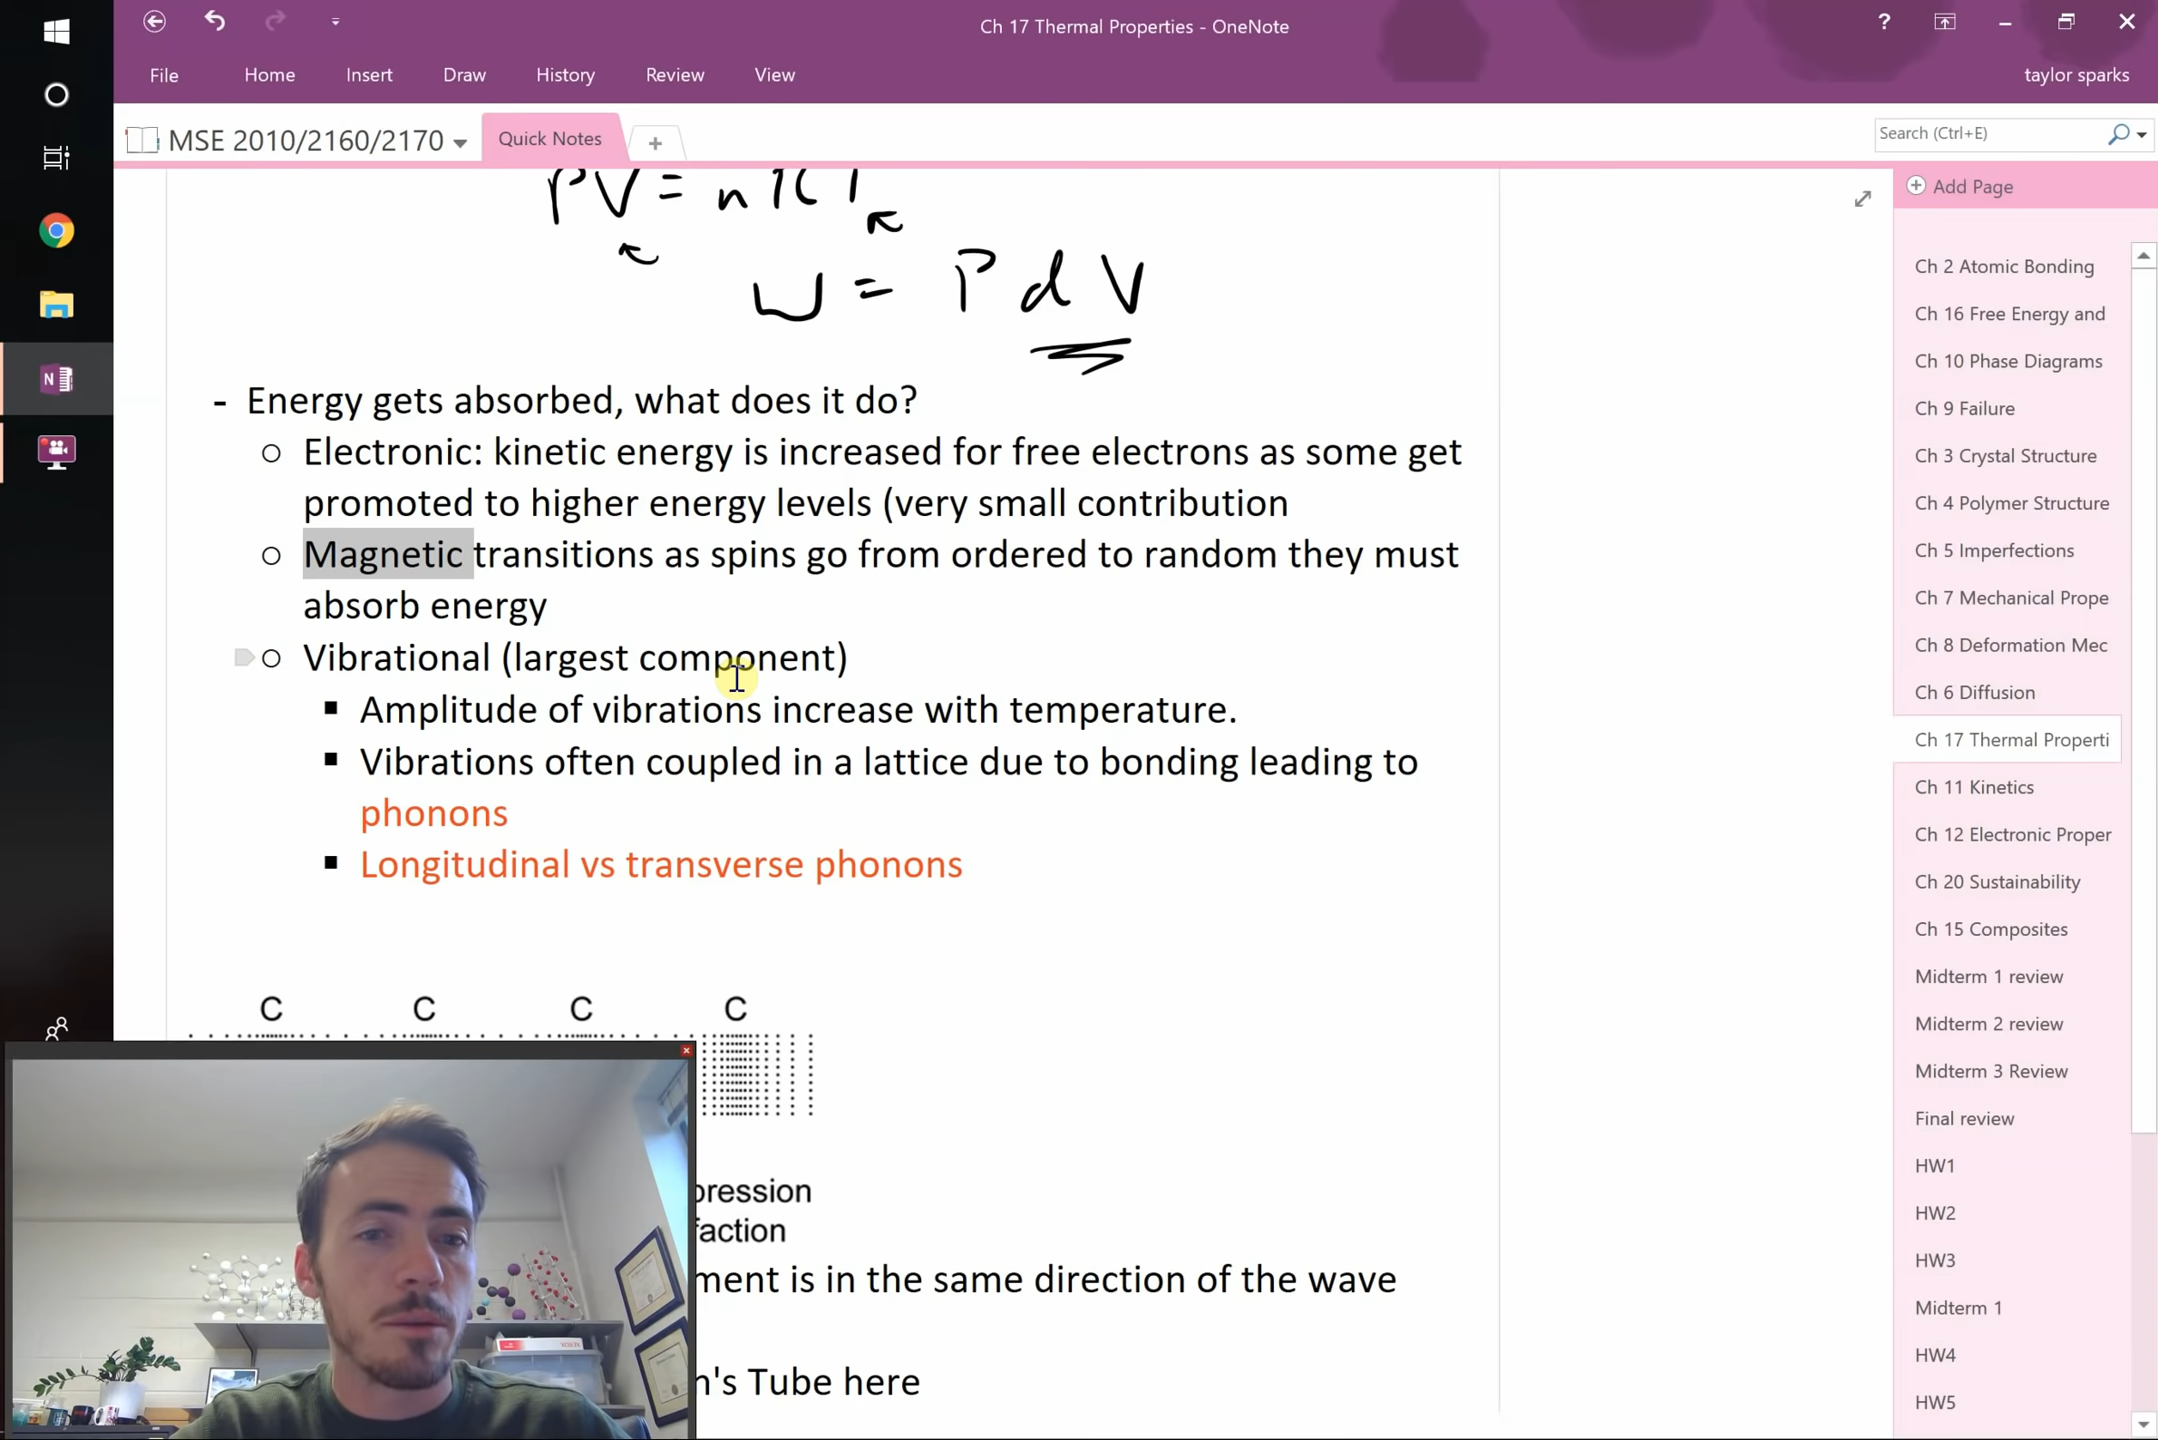 Ch 17 Thermal Properties - OneNote
?
File Home Insert Draw History Review View
taylor sparks
MSE 2010/2160/2170
Quick Notes
+
Search (Ctrl+E)
PV = nRT
W = P d V
- Energy gets absorbed, what does it do?
Electronic: kinetic energy is increased for free electrons as some get
promoted to higher energy levels (very small contribution
Magnetic transitions as spins go from ordered to random they must
absorb energy
Vibrational (largest component)
Amplitude of vibrations increase with temperature.
Vibrations often coupled in a lattice due to bonding leading to
phonons
Longitudinal vs transverse phonons
C C C C
pression
faction
ment is in the same direction of the wave
n's Tube here
Add Page
Ch 2 Atomic Bonding
Ch 16 Free Energy and
Ch 10 Phase Diagrams
Ch 9 Failure
Ch 3 Crystal Structure
Ch 4 Polymer Structure
Ch 5 Imperfections
Ch 7 Mechanical Prope
Ch 8 Deformation Mec
Ch 6 Diffusion
Ch 17 Thermal Properti
Ch 11 Kinetics
Ch 12 Electronic Proper
Ch 20 Sustainability
Ch 15 Composites
Midterm 1 review
Midterm 2 review
Midterm 3 Review
Final review
HW1
HW2
HW3
Midterm 1
HW4
HW5